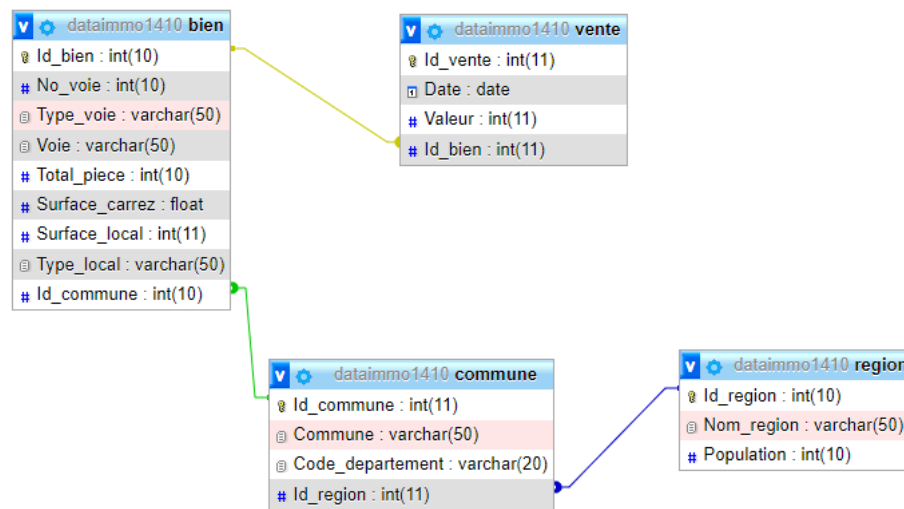 dataimmo1410 bien
Id_bien : int(10)
No_voie : int(10)
Type_voie : varchar(50)
Voie : varchar(50)
Total_piece : int(10)
Surface_carrez : float
Surface_local : int(11)
Type_local : varchar(50)
Id_commune : int(10)
dataimmo1410 vente
Id_vente : int(11)
Date : date
Valeur : int(11)
Id_bien : int(11)
dataimmo1410 commune
Id_commune : int(11)
Commune : varchar(50)
Code_departement : varchar(20)
Id_region : int(11)
dataimmo1410 region
Id_region : int(10)
Nom_region : varchar(50)
Population : int(10)